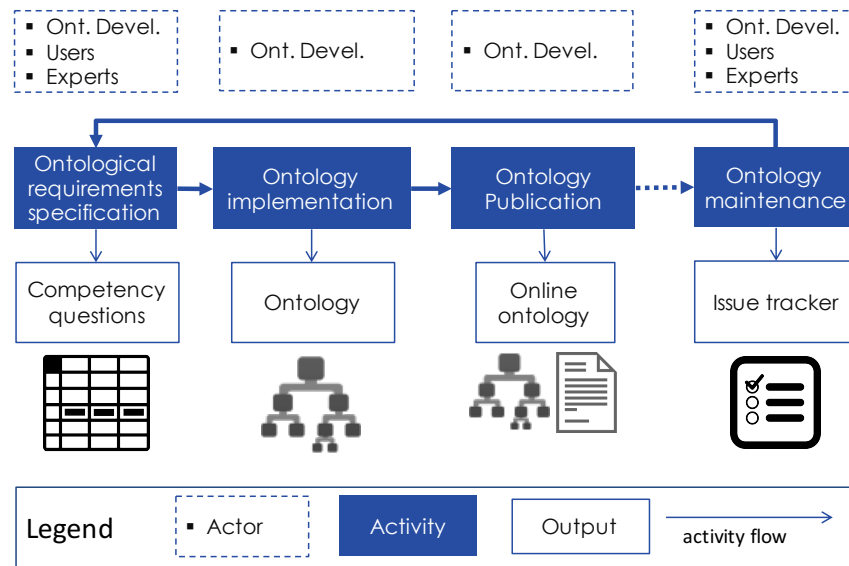 ▪ Ont. Devel.
▪ Users
▪ Experts
▪ Ont. Devel.
▪ Ont. Devel.
▪ Ont. Devel.
▪ Users
▪ Experts
Ontological
requirements
specification
Ontology
implementation
Ontology
Publication
Ontology
maintenance
Competency
questions
Ontology
Online
ontology
Issue tracker
Legend
▪ Actor
Activity
Output
activity flow